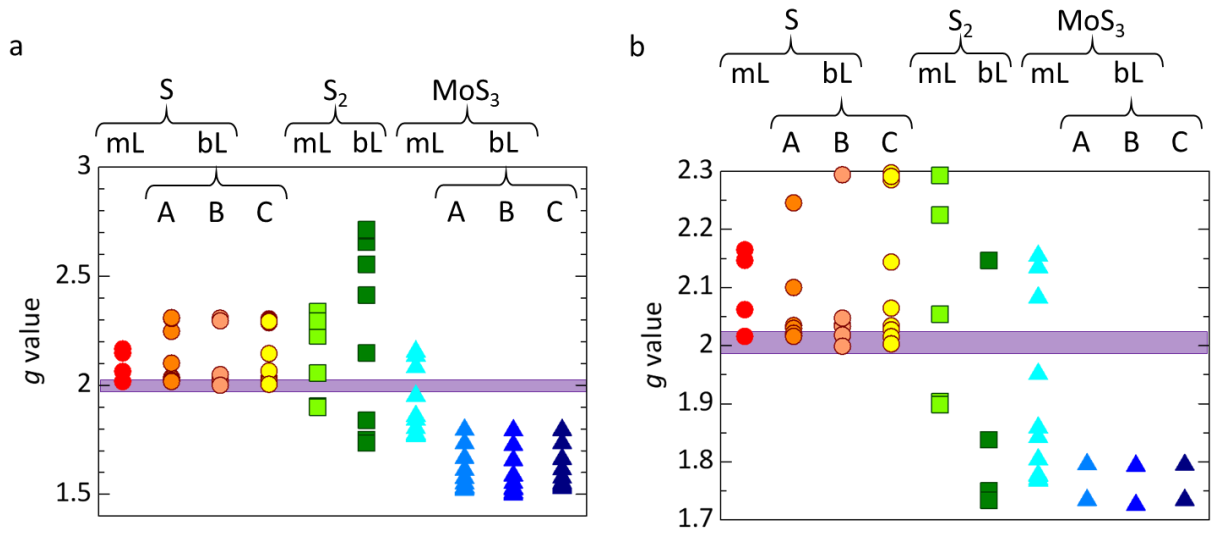 a
S S₂ MoS₃
mL bL mL bL mL bL
3
A B C A B C
2.5
g value
2
1.5
b
S S₂ MoS₃
mL bL mL bL mL bL
A B C A B C
2.3
2.2
2.1
g value
2
1.9
1.8
1.7